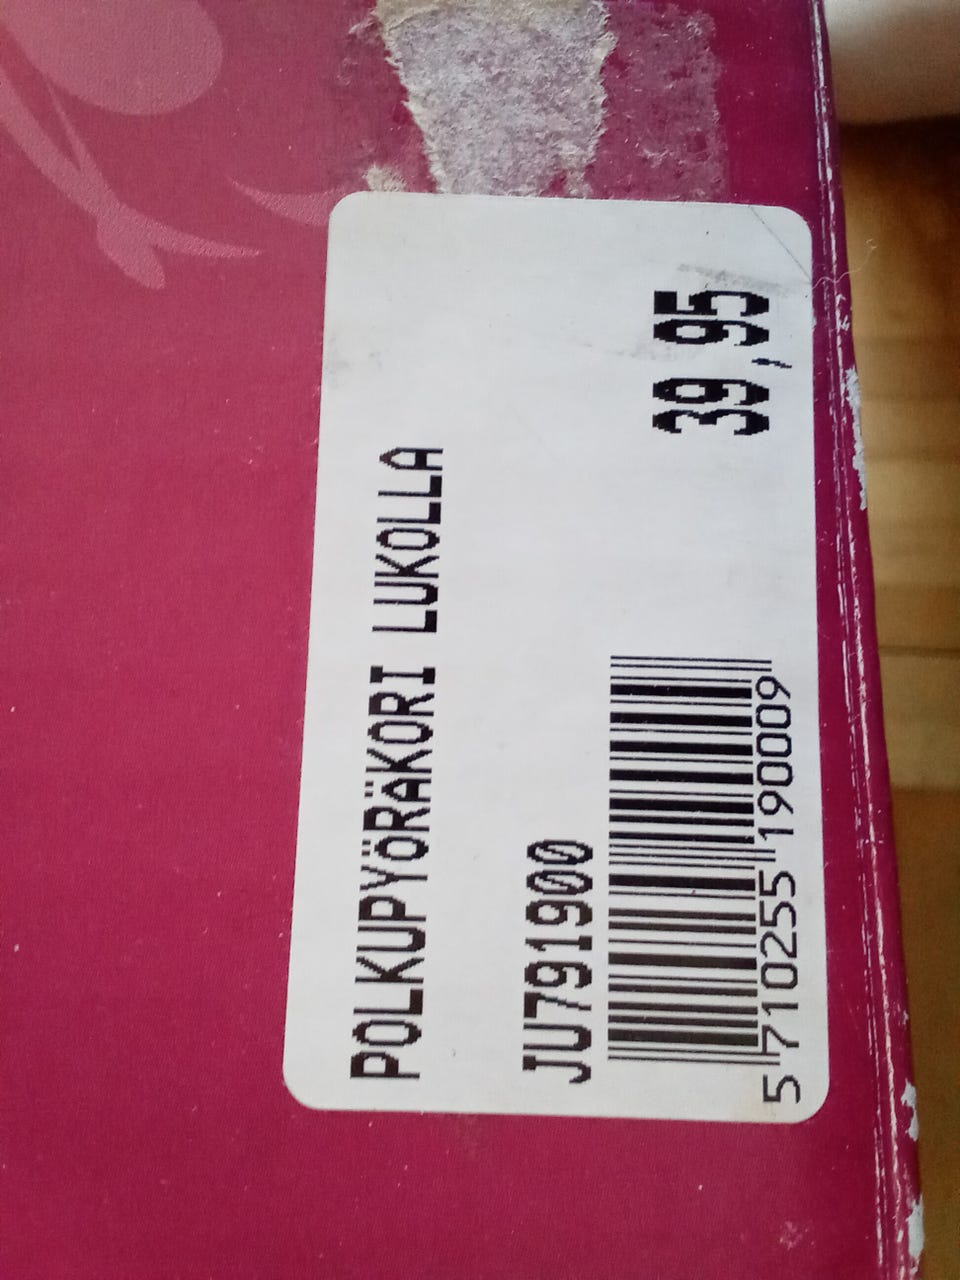 POLKUPYÖRÄKORI LUKOLLA
JU791900
39,95
5 710255 190009